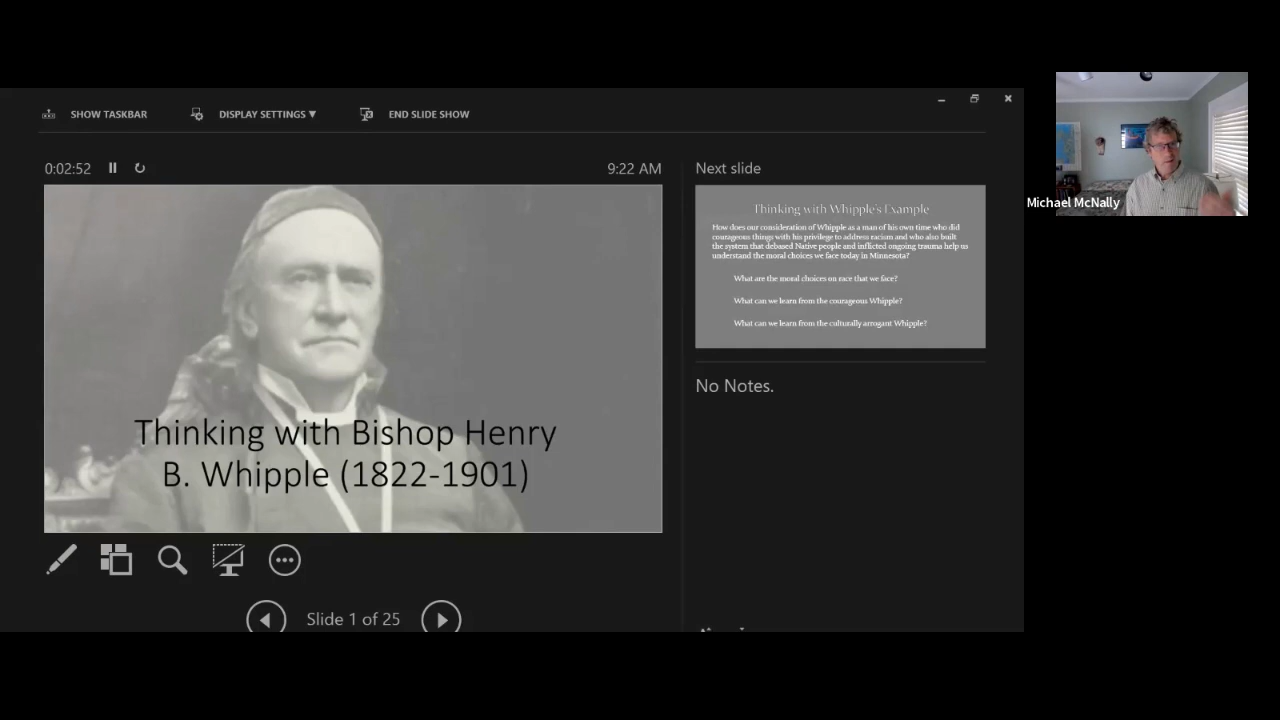 SHOW TASKBAR
DISPLAY SETTINGS ▼
END SLIDE SHOW
0:02:52
9:22 AM
Thinking with Bishop Henry
B. Whipple (1822-1901)
Slide 1 of 25
Next slide
Thinking with Whipple's Example
How does our consideration of Whipple as a man of his own time who did
courageous things with his privilege to address racism and who also built
the system that debased Native people and inflicted ongoing trauma help us
understand the moral choices we face today in Minnesota?
What are the moral choices on race that we face?
What can we learn from the courageous Whipple?
What can we learn from the culturally arrogant Whipple?
No Notes.
Michael McNally